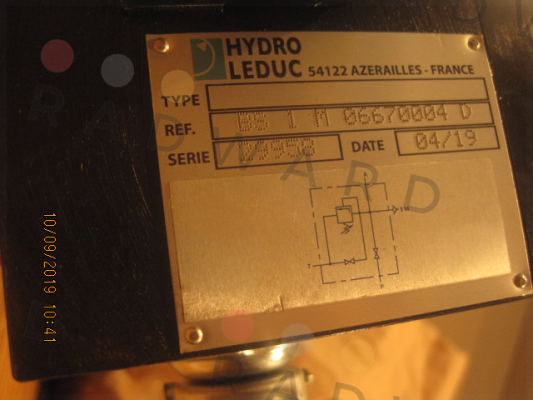 HYDRO
LEDUC 54122 AZERAILLES - FRANCE
TYPE
REF. BS 1 M 06670004 D
SERIE DATE 04/19
T
P
10/09/2019 10:41
RADWARD